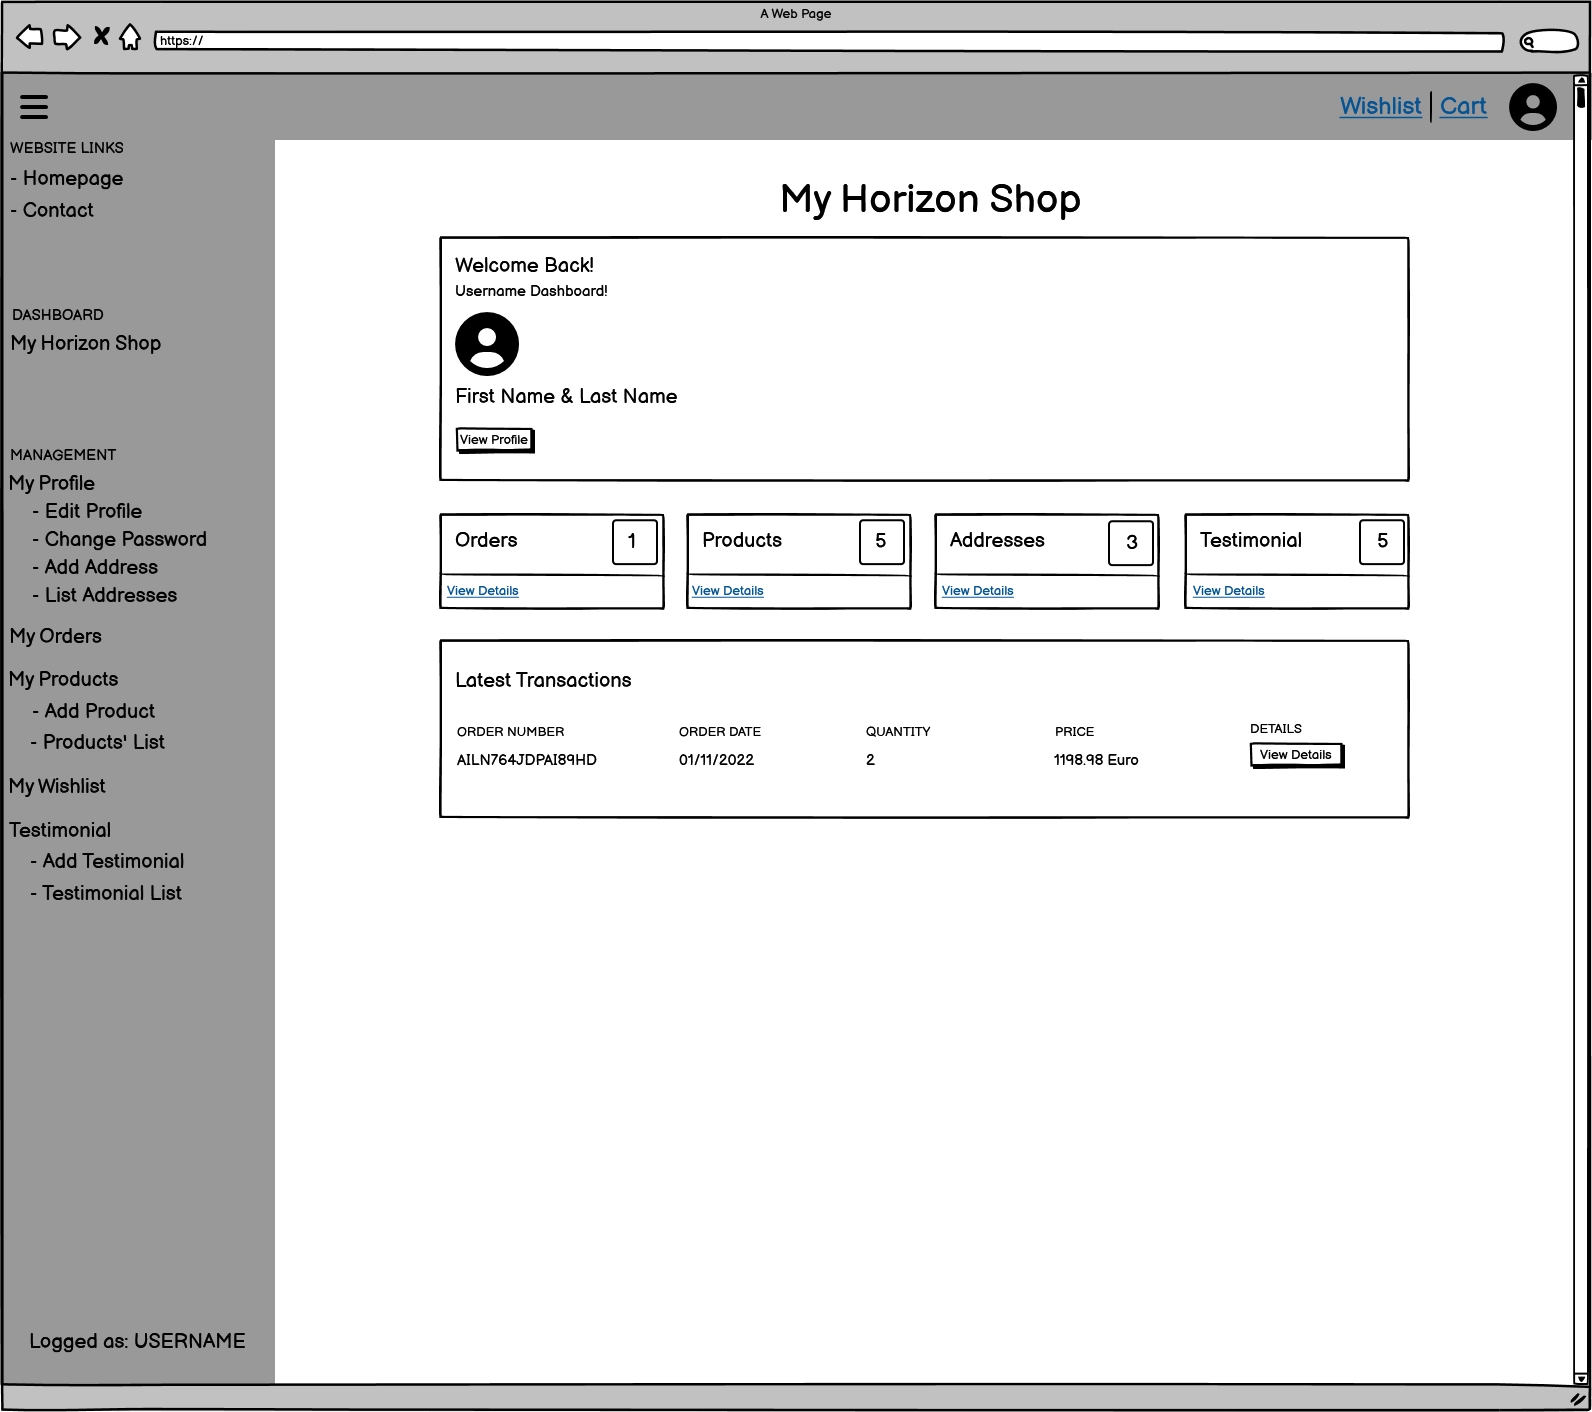 A Web Page
https://
Wishlist | Cart
WEBSITE LINKS
- Homepage
- Contact
DASHBOARD
My Horizon Shop
MANAGEMENT
My Profile
- Edit Profile
- Change Password
- Add Address
- List Addresses
My Orders
My Products
- Add Product
- Products' List
My Wishlist
Testimonial
- Add Testimonial
- Testimonial List
Logged as: USERNAME
My Horizon Shop
Welcome Back!
Username Dashboard!
First Name & Last Name
View Profile
Orders 1
View Details
Products 5
View Details
Addresses 3
View Details
Testimonial 5
View Details
Latest Transactions
ORDER NUMBER ORDER DATE QUANTITY PRICE DETAILS
AILN764JDPAI89HD 01/11/2022 2 1198.98 Euro View Details